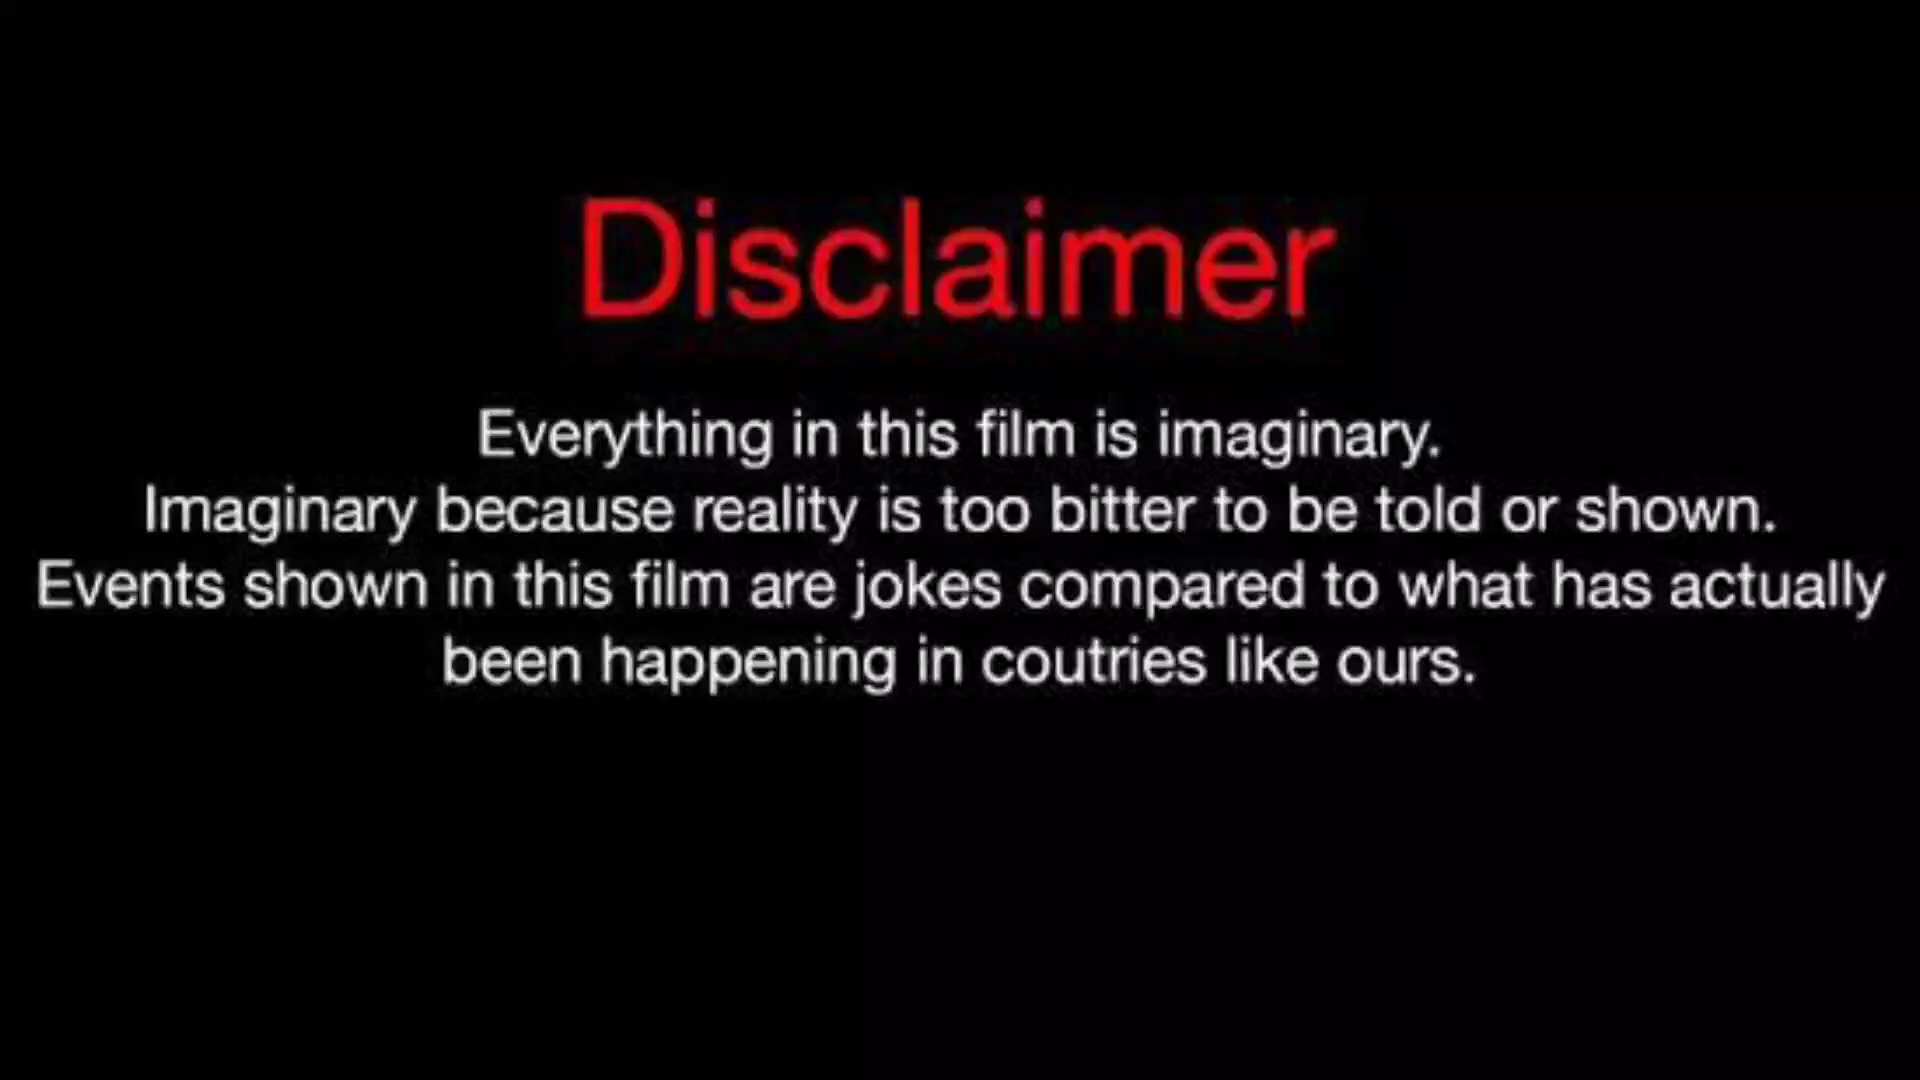 Disclaimer
Everything in this film is imaginary.
Imaginary because reality is too bitter to be told or shown.
Events shown in this film are jokes compared to what has actually
been happening in coutries like ours.